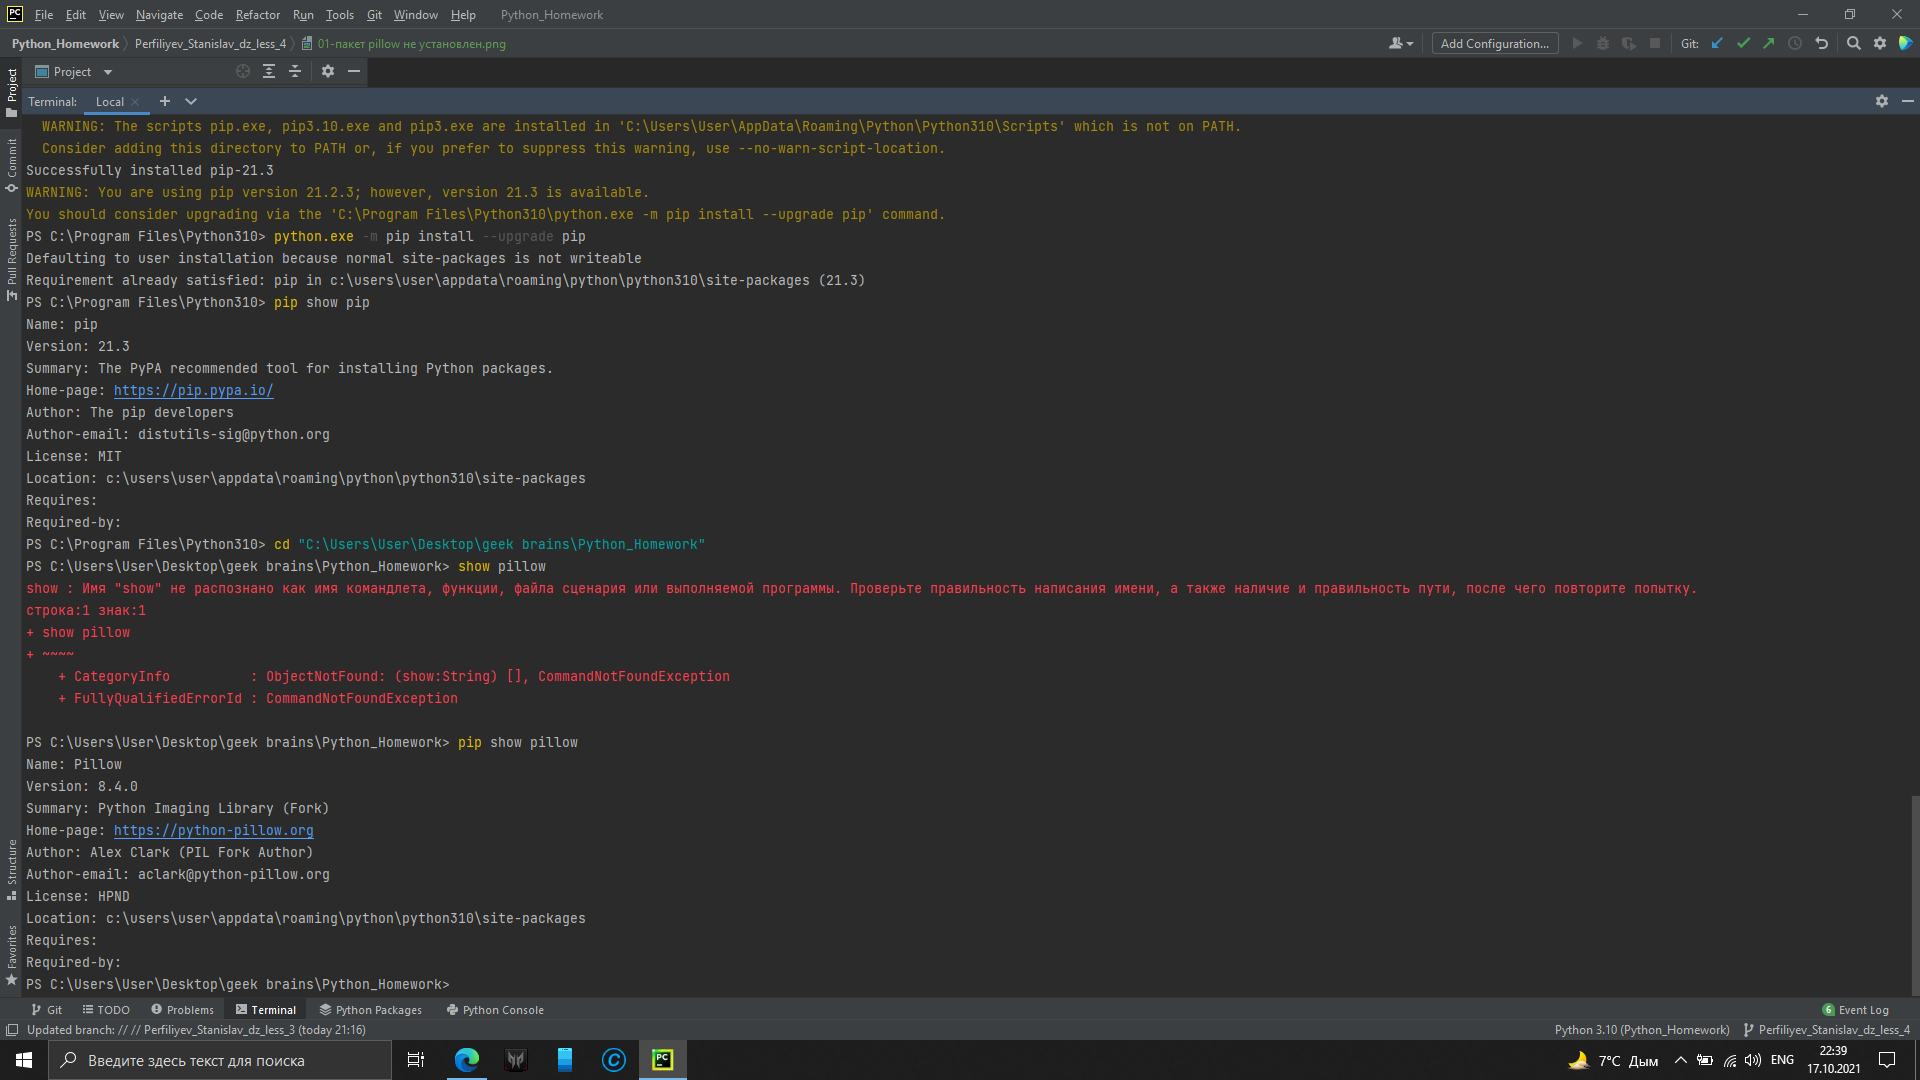 PC File Edit View Navigate Code Refactor Run Tools Git Window Help Python_Homework
Python_Homework Perfiliyev_Stanislav_dz_less_4 01-пакет pillow не установлен.png Add Configuration... Git:
Project
Terminal: Local
WARNING: The scripts pip.exe, pip3.10.exe and pip3.exe are installed in 'C:\Users\User\AppData\Roaming\Python\Python310\Scripts' which is not on PATH.
Consider adding this directory to PATH or, if you prefer to suppress this warning, use --no-warn-script-location.
Successfully installed pip-21.3
WARNING: You are using pip version 21.2.3; however, version 21.3 is available.
You should consider upgrading via the 'C:\Program Files\Python310\python.exe -m pip install --upgrade pip' command.
PS C:\Program Files\Python310> python.exe -m pip install --upgrade pip
Defaulting to user installation because normal site-packages is not writeable
Requirement already satisfied: pip in c:\users\user\appdata\roaming\python\python310\site-packages (21.3)
PS C:\Program Files\Python310> pip show pip
Name: pip
Version: 21.3
Summary: The PyPA recommended tool for installing Python packages.
Home-page: https://pip.pypa.io/
Author: The pip developers
Author-email: distutils-sig@python.org
License: MIT
Location: c:\users\user\appdata\roaming\python\python310\site-packages
Requires:
Required-by:
PS C:\Program Files\Python310> cd "C:\Users\User\Desktop\geek brains\Python_Homework"
PS C:\Users\User\Desktop\geek brains\Python_Homework> show pillow
show : Имя "show" не распознано как имя командлета, функции, файла сценария или выполняемой программы. Проверьте правильность написания имени, а также наличие и правильность пути, после чего повторите попытку.
строка:1 знак:1
+ show pillow
+ ~~~~
+ CategoryInfo : ObjectNotFound: (show:String) [], CommandNotFoundException
+ FullyQualifiedErrorId : CommandNotFoundException
PS C:\Users\User\Desktop\geek brains\Python_Homework> pip show pillow
Name: Pillow
Version: 8.4.0
Summary: Python Imaging Library (Fork)
Home-page: https://python-pillow.org
Author: Alex Clark (PIL Fork Author)
Author-email: aclark@python-pillow.org
License: HPND
Location: c:\users\user\appdata\roaming\python\python310\site-packages
Requires:
Required-by:
PS C:\Users\User\Desktop\geek brains\Python_Homework>
Project
Commit
Pull Requests
Structure
Favorites
Git TODO Problems Terminal Python Packages Python Console 6 Event Log
Updated branch: // // Perfiliyev_Stanislav_dz_less_3 (today 21:16) Python 3.10 (Python_Homework) Perfiliyev_Stanislav_dz_less_4
Введите здесь текст для поиска PC 7°C Дым ENG 22:39
17.10.2021